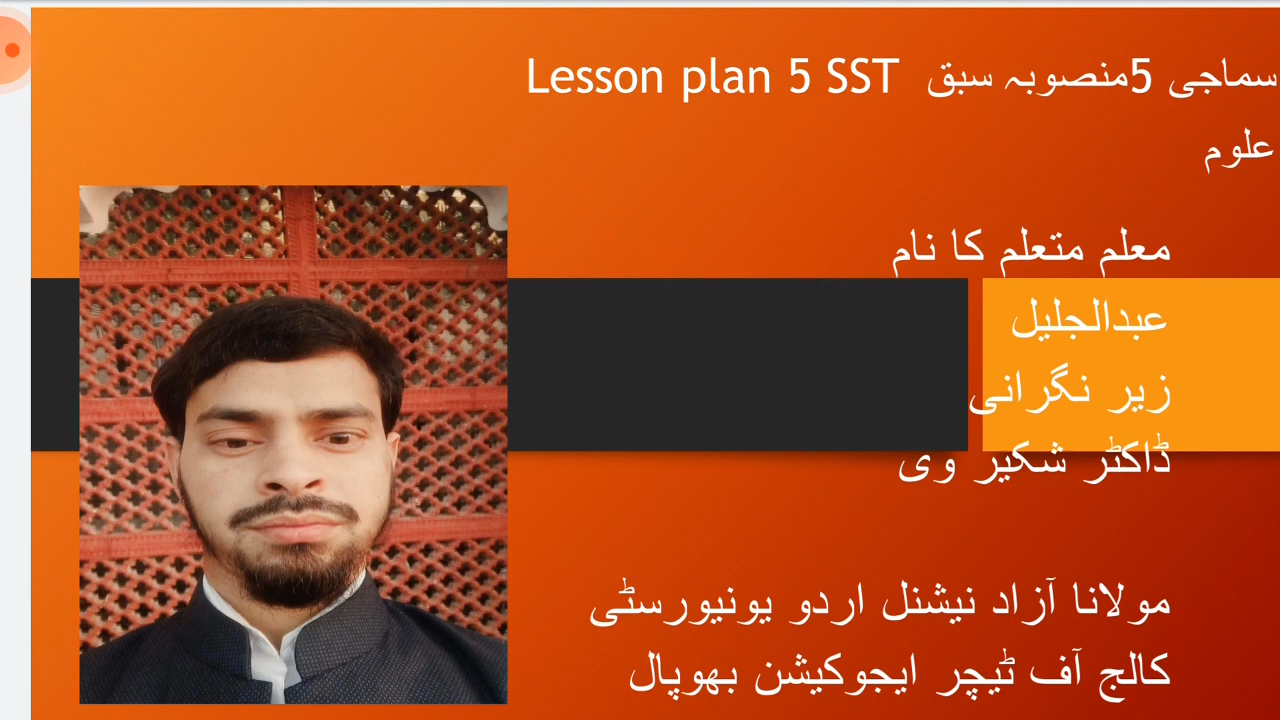 سماجی 5منصوبہ سبق Lesson plan 5 SST
علوم
معلم متعلم کا نام
عبدالجلیل
زیر نگرانی
ڈاکٹر شکیر وی
مولانا آزاد نیشنل اردو یونیورسٹی
کالج آف ٹیچر ایجوکیشن بھوپال